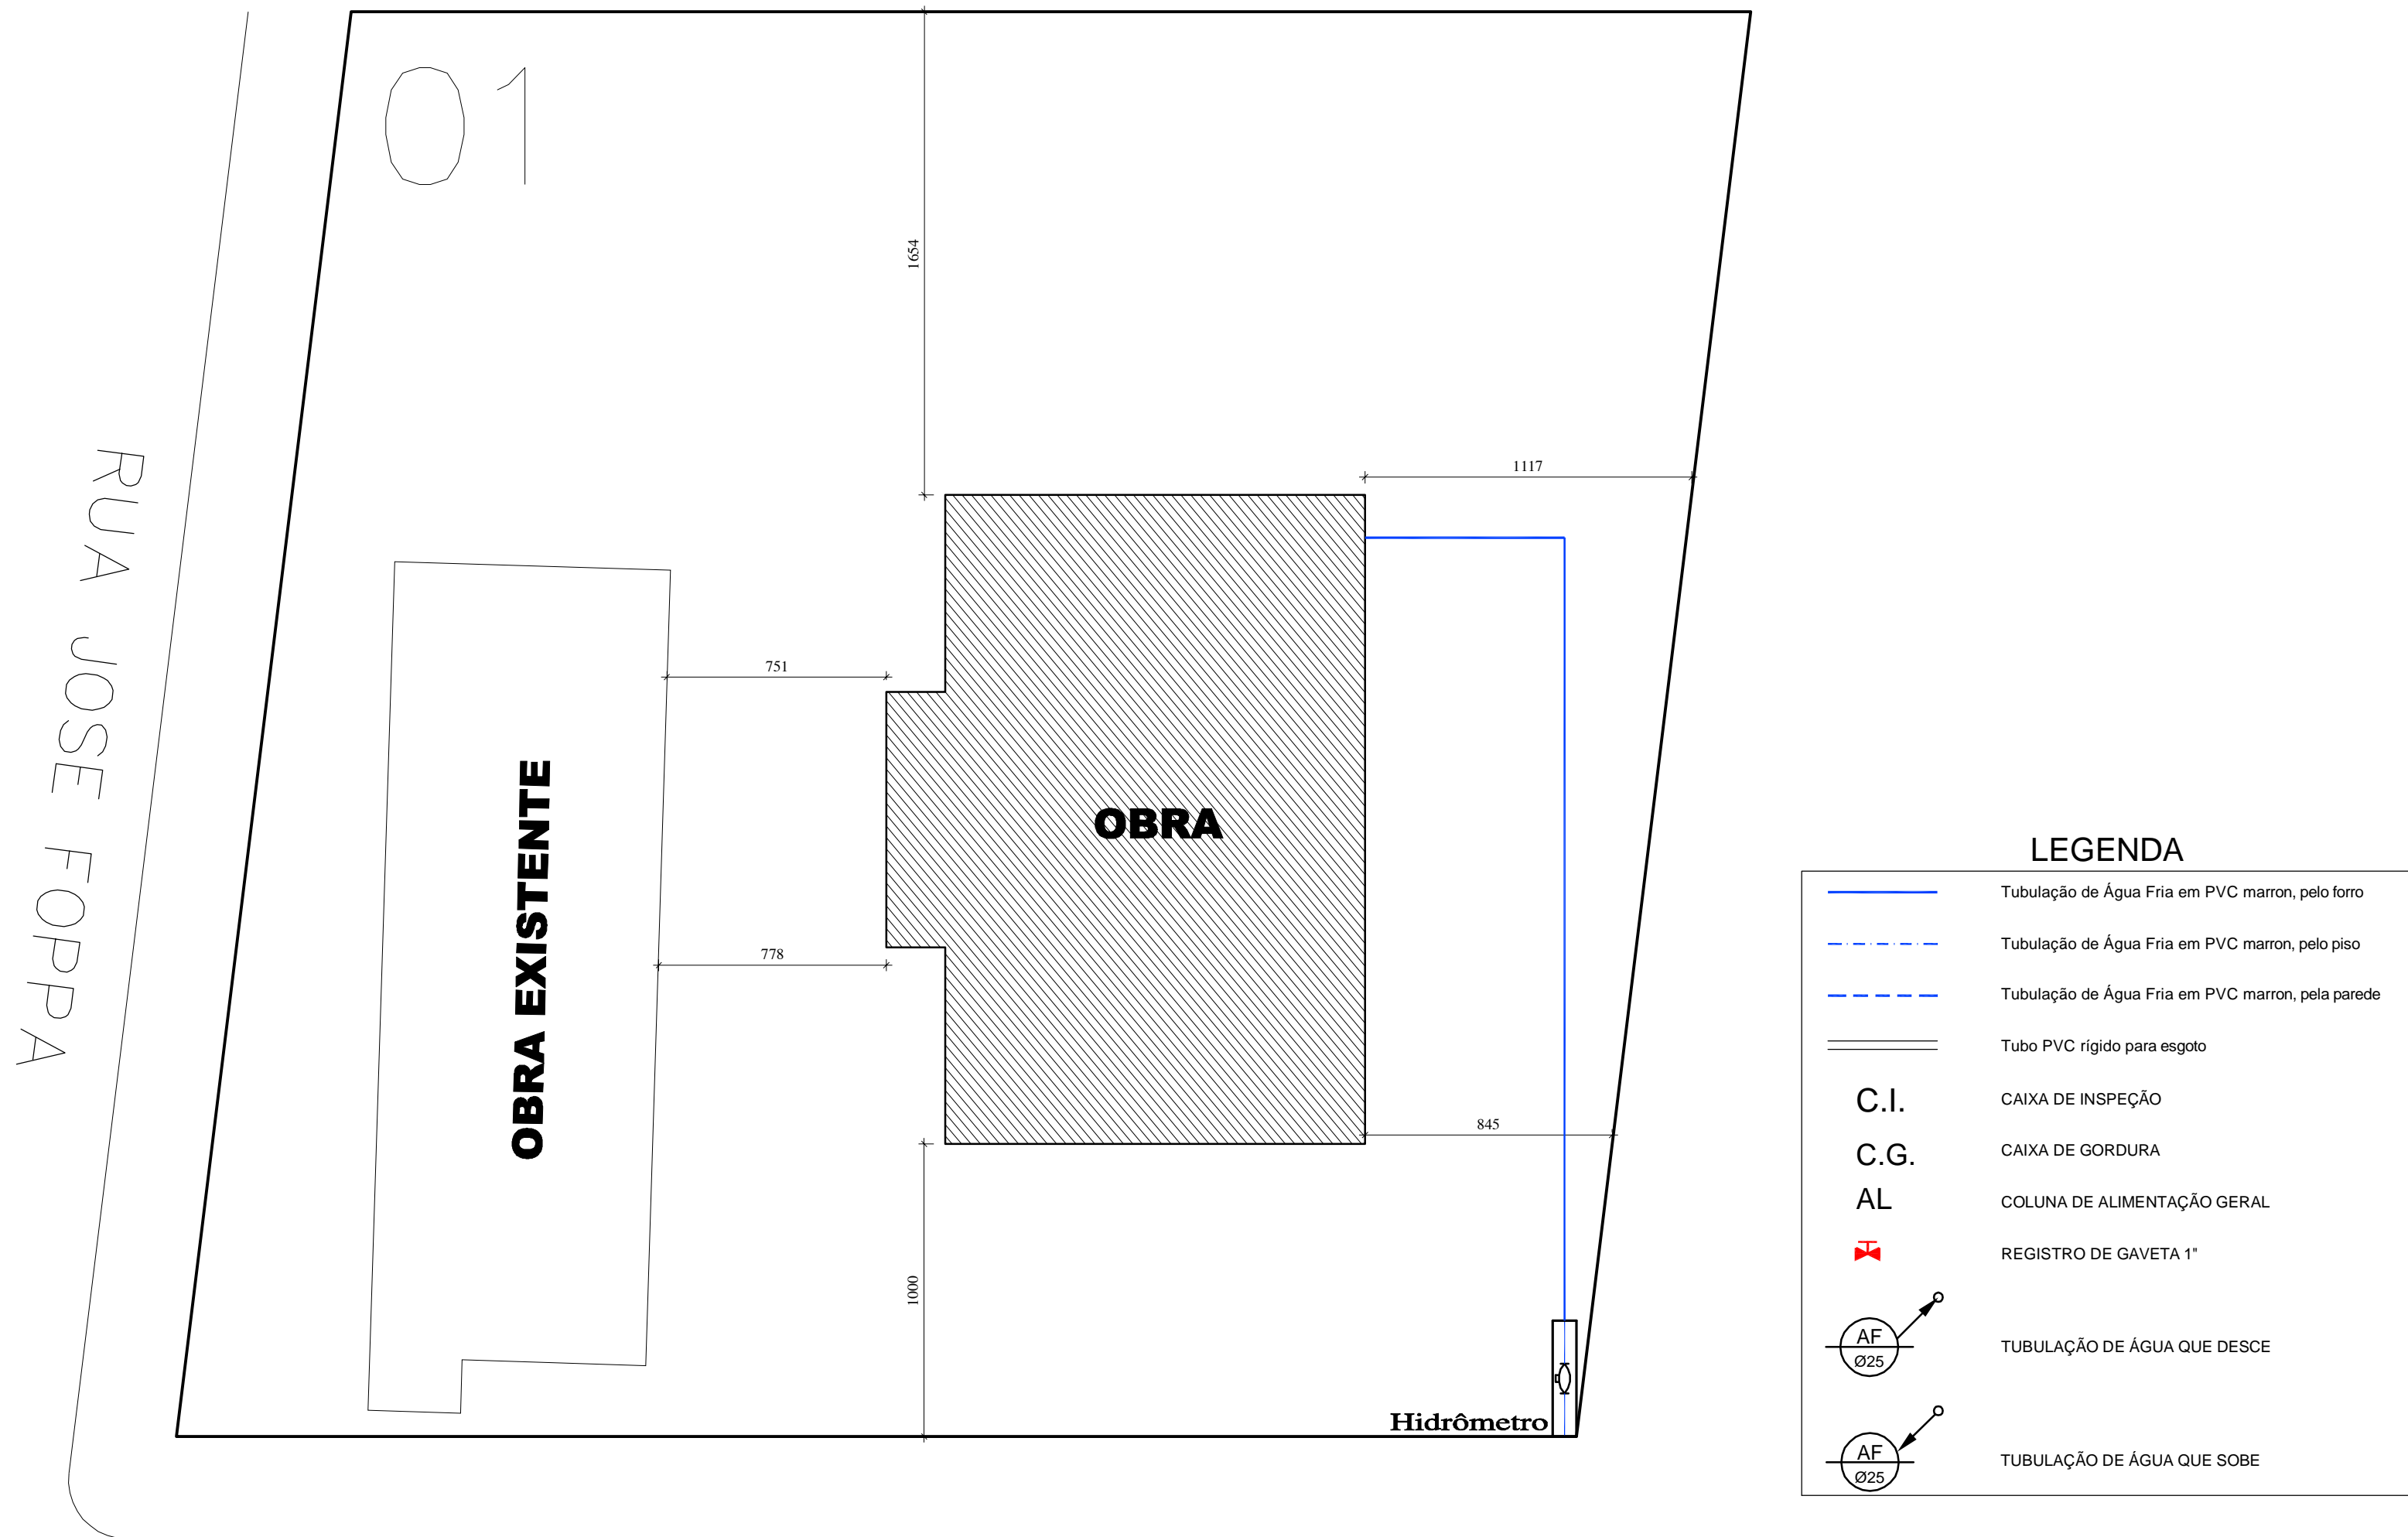 01
1654
1117
RUA JOSE FOPPA
751
OBRA EXISTENTE
OBRA
778
845
1000
Hidrômetro
LEGENDA
Tubulação de Água Fria em PVC marron, pelo forro
Tubulação de Água Fria em PVC marron, pelo piso
Tubulação de Água Fria em PVC marron, pela parede
Tubo PVC rígido para esgoto
C.I. CAIXA DE INSPEÇÃO
C.G. CAIXA DE GORDURA
AL COLUNA DE ALIMENTAÇÃO GERAL
REGISTRO DE GAVETA 1"
AF
Ø25
TUBULAÇÃO DE ÁGUA QUE DESCE
AF
Ø25
TUBULAÇÃO DE ÁGUA QUE SOBE